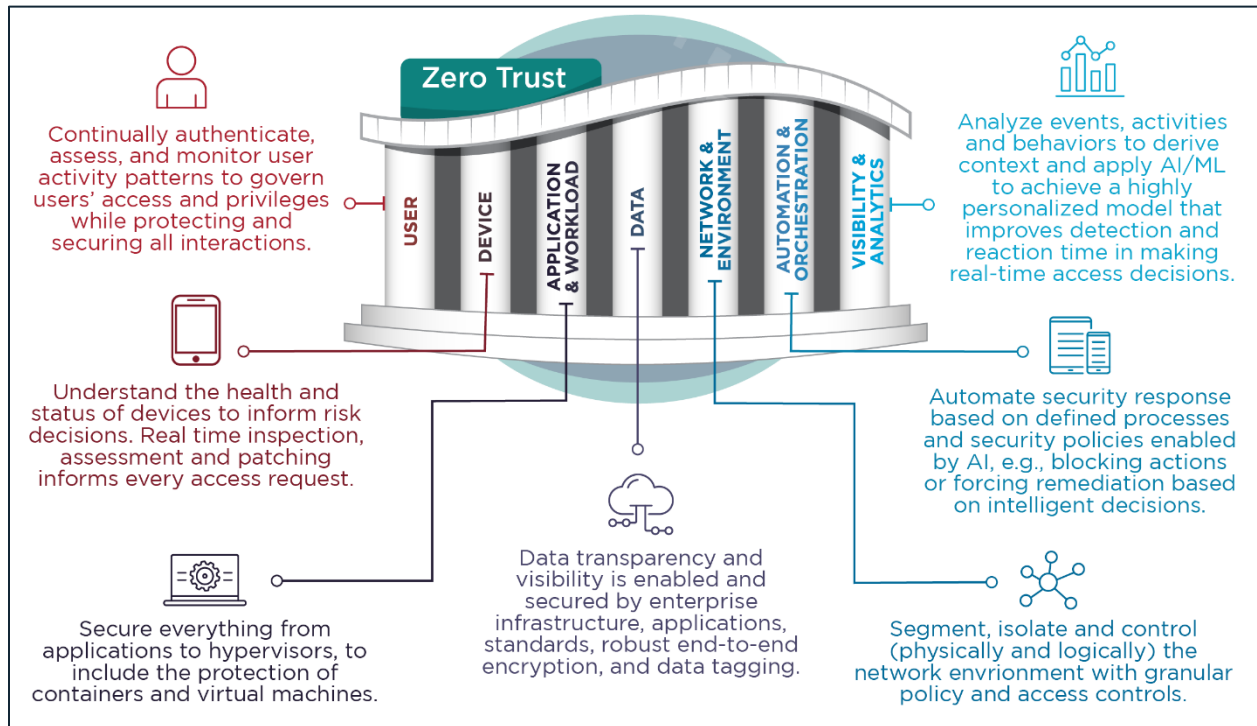 Zero Trust
Continually authenticate,
assess, and monitor user
activity patterns to govern
users’ access and privileges
while protecting and
securing all interactions.
USER
DEVICE
APPLICATION
& WORKLOAD
DATA
NETWORK &
ENVIRONMENT
AUTOMATION &
ORCHESTRATION
VISIBILITY &
ANALYTICS
Analyze events, activities
and behaviors to derive
context and apply AI/ML
to achieve a highly
personalized model that
improves detection and
reaction time in making
real-time access decisions.
Understand the health and
status of devices to inform risk
decisions. Real time inspection,
assessment and patching
informs every access request.
Automate security response
based on defined processes
and security policies enabled
by AI, e.g., blocking actions
or forcing remediation based
on intelligent decisions.
Secure everything from
applications to hypervisors, to
include the protection of
containers and virtual machines.
Data transparency and
visibility is enabled and
secured by enterprise
infrastructure, applications,
standards, robust end-to-end
encryption, and data tagging.
Segment, isolate and control
(physically and logically) the
network envrionment with granular
policy and access controls.